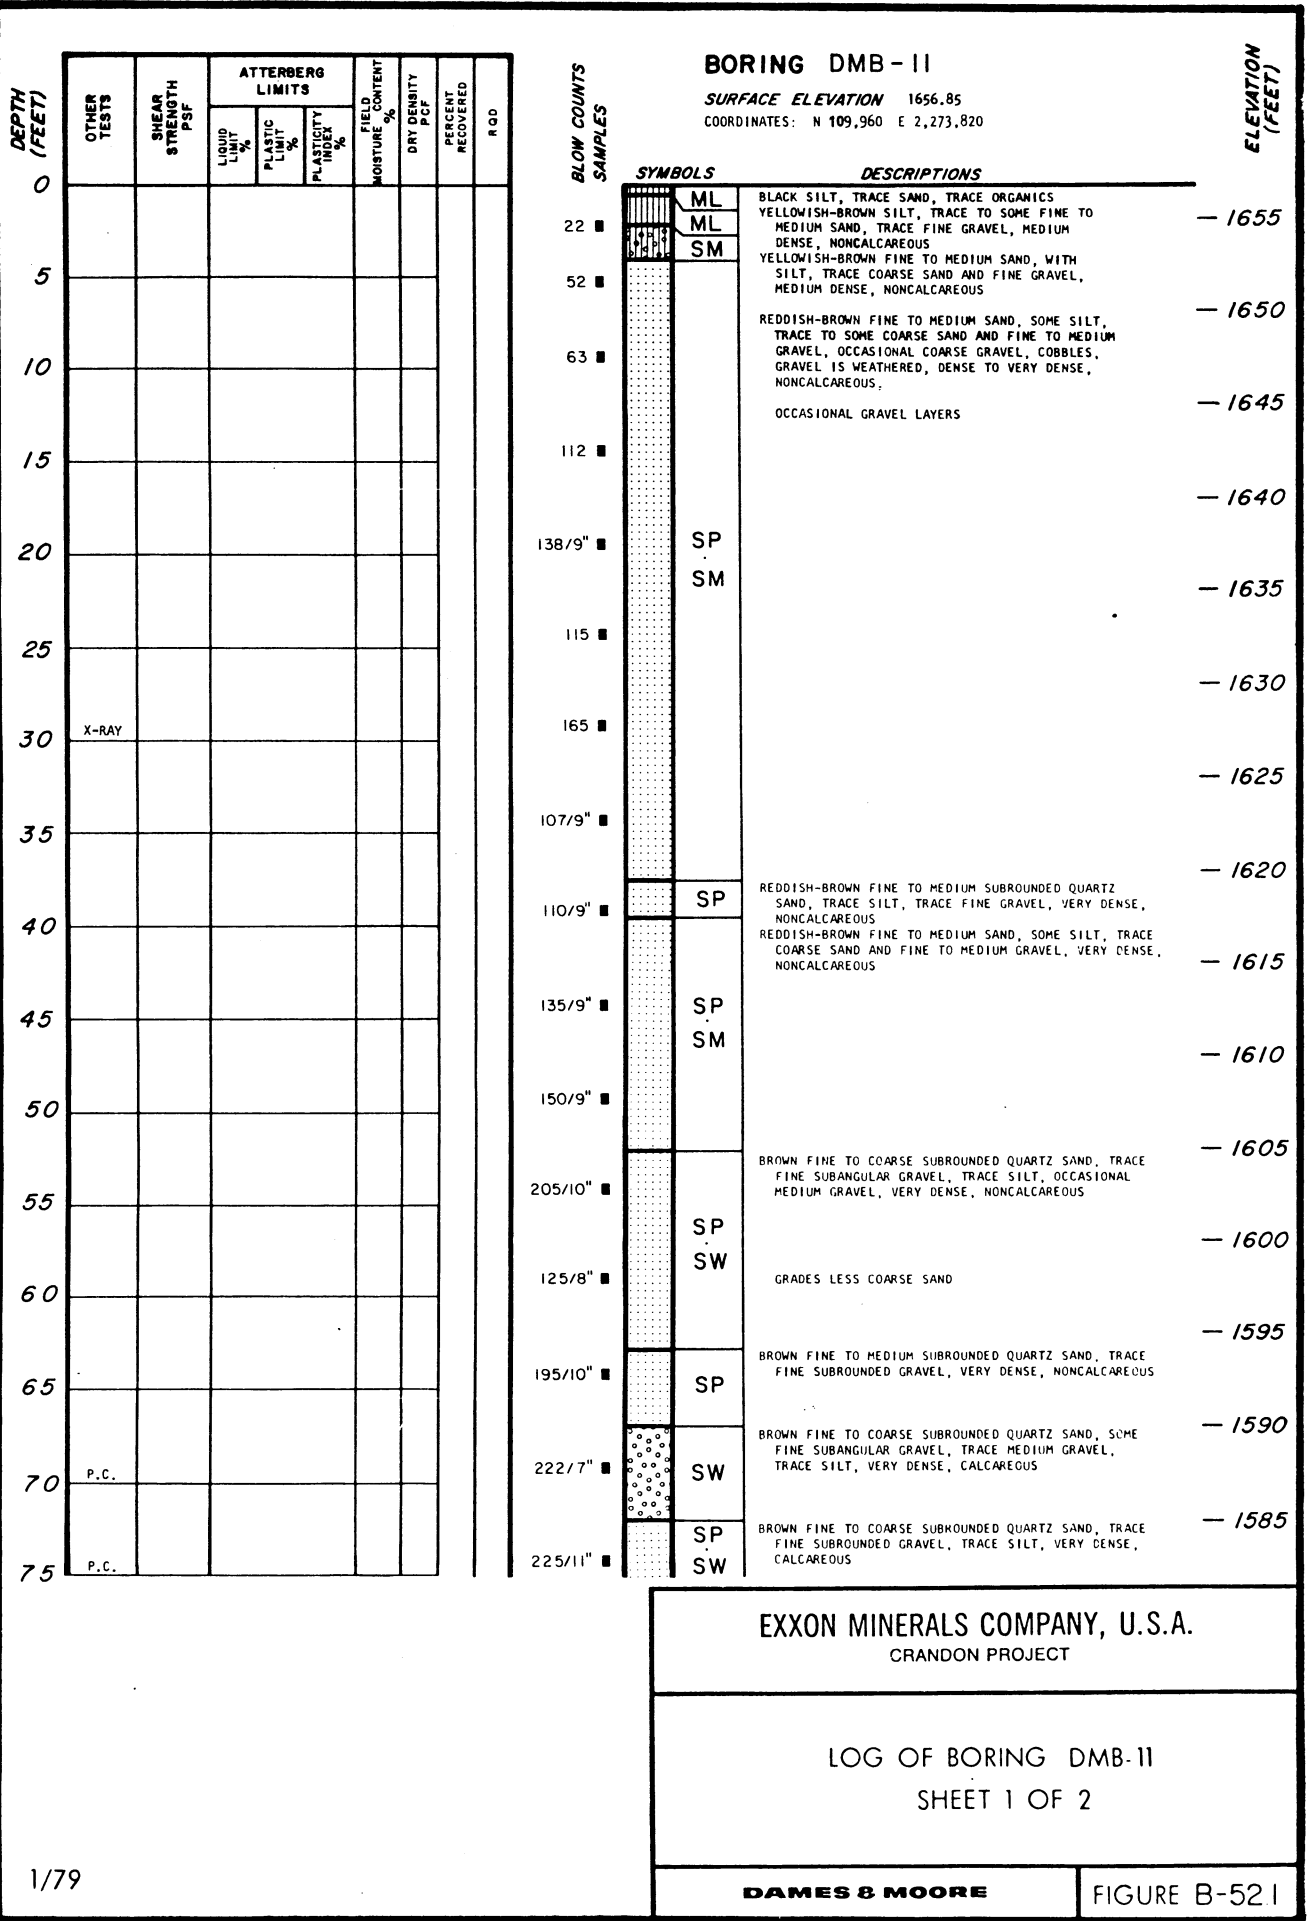 BORING DMB-11
SURFACE ELEVATION 1656.85
COORDINATES: N 109,960 E 2,273,820
DEPTH (FEET)
OTHER TESTS
SHEAR STRENGTH PSF
ATTERBERG LIMITS
LIQUID LIMIT %
PLASTIC LIMIT %
PLASTICITY INDEX %
FIELD MOISTURE CONTENT %
DRY DENSITY PCF
PERCENT RECOVERED
RQD
BLOW COUNTS
SAMPLES
SYMBOLS
DESCRIPTIONS
ELEVATION (FEET)
0
5
10
15
20
25
30
35
40
45
50
55
60
65
70
75
X-RAY
P.C.
P.C.
22
52
63
112
138/9"
115
165
107/9"
110/9"
135/9"
150/9"
205/10"
125/8"
195/10"
222/7"
225/11"
ML
ML
SM
SP
SM
SP
SP
SM
SP
SW
SP
SW
SP
SW
BLACK SILT, TRACE SAND, TRACE ORGANICS
YELLOWISH-BROWN SILT, TRACE TO SOME FINE TO
MEDIUM SAND, TRACE FINE GRAVEL, MEDIUM
DENSE, NONCALCAREOUS
YELLOWISH-BROWN FINE TO MEDIUM SAND, WITH
SILT, TRACE COARSE SAND AND FINE GRAVEL,
MEDIUM DENSE, NONCALCAREOUS
REDDISH-BROWN FINE TO MEDIUM SAND, SOME SILT,
TRACE TO SOME COARSE SAND AND FINE TO MEDIUM
GRAVEL, OCCASIONAL COARSE GRAVEL, COBBLES,
GRAVEL IS WEATHERED, DENSE TO VERY DENSE,
NONCALCAREOUS.
OCCASIONAL GRAVEL LAYERS
REDDISH-BROWN FINE TO MEDIUM SUBROUNDED QUARTZ
SAND, TRACE SILT, TRACE FINE GRAVEL, VERY DENSE,
NONCALCAREOUS
REDDISH-BROWN FINE TO MEDIUM SAND, SOME SILT, TRACE
COARSE SAND AND FINE TO MEDIUM GRAVEL, VERY DENSE,
NONCALCAREOUS
BROWN FINE TO COARSE SUBROUNDED QUARTZ SAND, TRACE
FINE SUBANGULAR GRAVEL, TRACE SILT, OCCASIONAL
MEDIUM GRAVEL, VERY DENSE, NONCALCAREOUS
GRADES LESS COARSE SAND
BROWN FINE TO MEDIUM SUBROUNDED QUARTZ SAND, TRACE
FINE SUBROUNDED GRAVEL, VERY DENSE, NONCALCAREOUS
BROWN FINE TO COARSE SUBROUNDED QUARTZ SAND, SOME
FINE SUBANGULAR GRAVEL, TRACE MEDIUM GRAVEL,
TRACE SILT, VERY DENSE, CALCAREOUS
BROWN FINE TO COARSE SUBROUNDED QUARTZ SAND, TRACE
FINE SUBROUNDED GRAVEL, TRACE SILT, VERY DENSE,
CALCAREOUS
— 1655
— 1650
— 1645
— 1640
— 1635
— 1630
— 1625
— 1620
— 1615
— 1610
— 1605
— 1600
— 1595
— 1590
— 1585
EXXON MINERALS COMPANY, U.S.A.
CRANDON PROJECT
LOG OF BORING DMB-11
SHEET 1 OF 2
1/79
DAMES & MOORE
FIGURE B-52.1